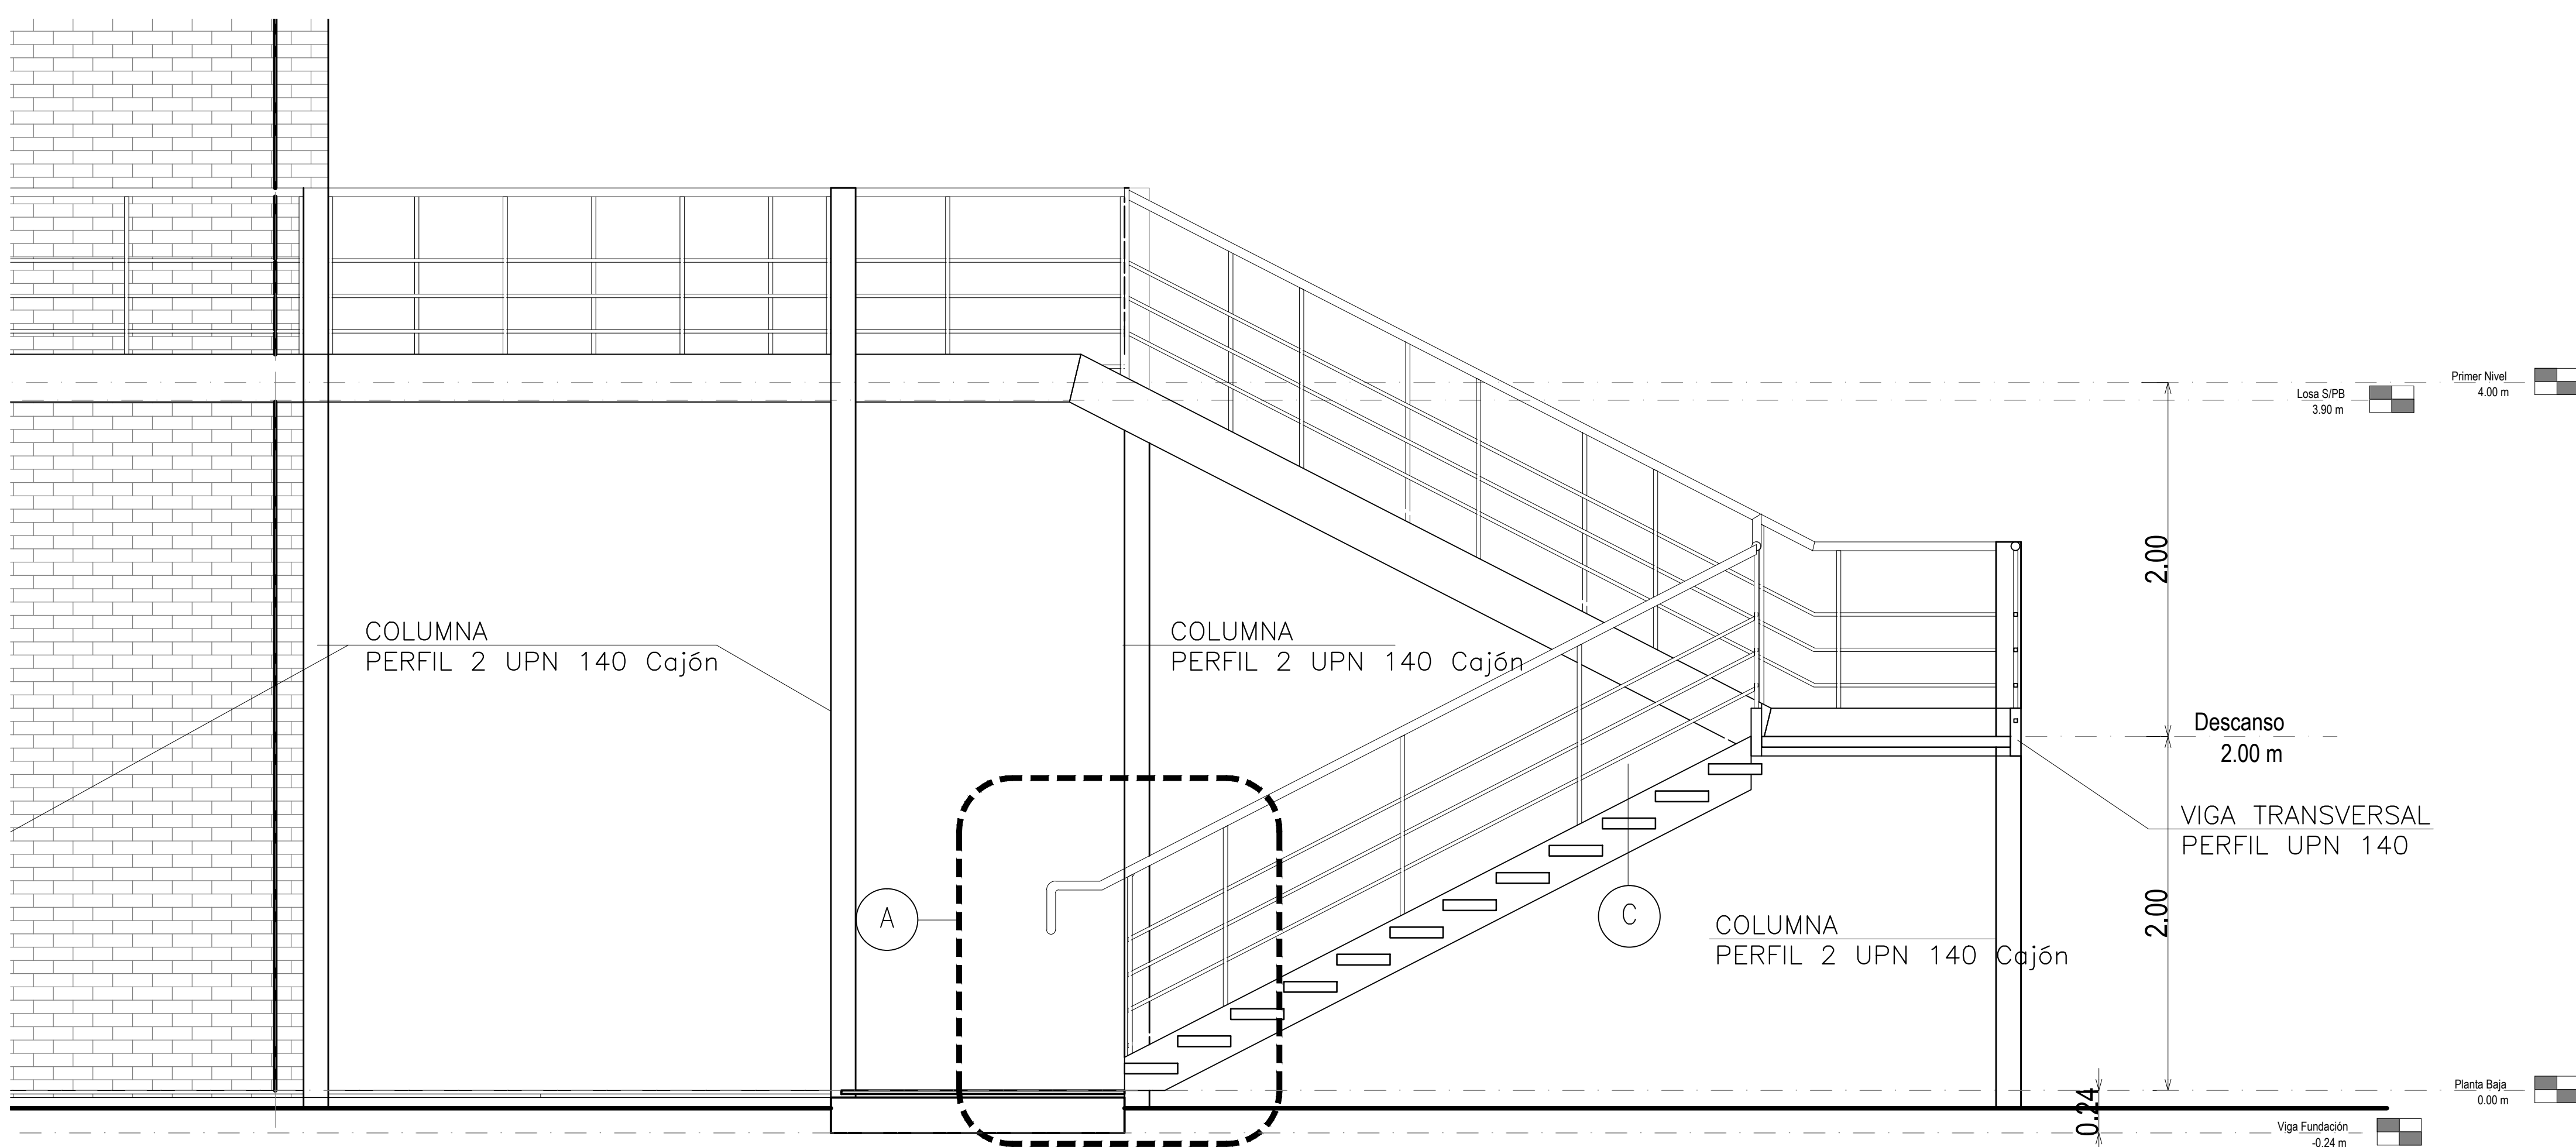 Primer Nivel
4.00 m
Losa S/PB
3.90 m
2.00
COLUMNA
PERFIL 2 UPN 140 Cajón
COLUMNA
PERFIL 2 UPN 140 Cajón
Descanso
2.00 m
VIGA TRANSVERSAL
PERFIL UPN 140
A
C
2.00
COLUMNA
PERFIL 2 UPN 140 Cajón
Planta Baja
0.00 m
0.24
Viga Fundación
-0.24 m